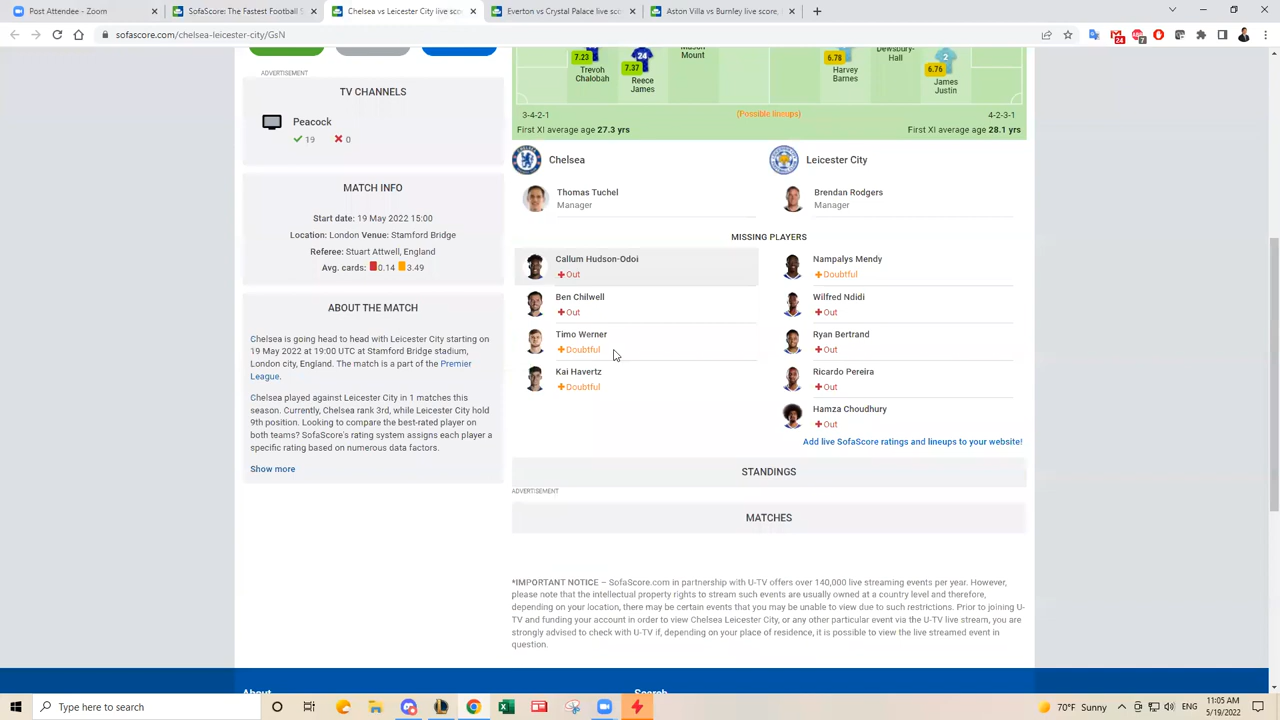 Post Attendee - Zoom
SofaScore: Football S
Chelsea Leicester City live score,
Aston Villa vs Burnley live score,
sofascore.com/chelsea-leicester-city/GsN
24
7
ADVERTISEMENT
TV CHANNELS
Peacock
19
0
MATCH INFO
Start date: 19 May 2022 15:00
Location: London Venue: Stamford Bridge
Referee: Stuart Attwell, England
Avg. cards: 0.14 3.49
ABOUT THE MATCH
Chelsea is going head to head with Leicester City starting on
19 May 2022 at 19:00 UTC at Stamford Bridge stadium,
London city, England. The match is a part of the Premier
League.
Chelsea played against Leicester City in 1 matches this
season. Currently, Chelsea rank 3rd, while Leicester City hold
9th position. Looking to compare the best-rated player on
both teams? SofaScore's rating system assigns each player a
specific rating based on numerous data factors.
Show more
7.23
Trevoh
Chalobah
24
7.37
Reece
James
Mount
6.78
Harvey
Barnes
Dewsbury-
Hall
2
6.76
James
Justin
3-4-2-1
(Possible lineups)
4-2-3-1
First XI average age 27.3 yrs
First XI average age 28.1 yrs
Chelsea
Leicester City
Thomas Tuchel
Manager
Brendan Rodgers
Manager
MISSING PLAYERS
Callum Hudson-Odoi
Out
Ben Chilwell
Out
Timo Werner
Doubtful
Kai Havertz
Doubtful
Nampalys Mendy
Doubtful
Wilfred Ndidi
Out
Ryan Bertrand
Out
Ricardo Pereira
Out
Hamza Choudhury
Out
Add live SofaScore ratings and lineups to your website!
STANDINGS
ADVERTISEMENT
MATCHES
*IMPORTANT NOTICE – SofaScore.com in partnership with U-TV offers over 140,000 live streaming events per year. However,
please note that the intellectual property rights to stream such events are usually owned at a country level and therefore,
depending on your location, there may be certain events that you may be unable to view due to such restrictions. Prior to joining U-
TV and funding your account in order to view Chelsea Leicester City, or any other particular event via the U-TV live stream, you are
strongly advised to check with U-TV if, depending on your place of residence, it is possible to view the live streamed event in
question.
About
Search
Type here to search
70°F Sunny
ENG
11:05 AM
5/19/2022